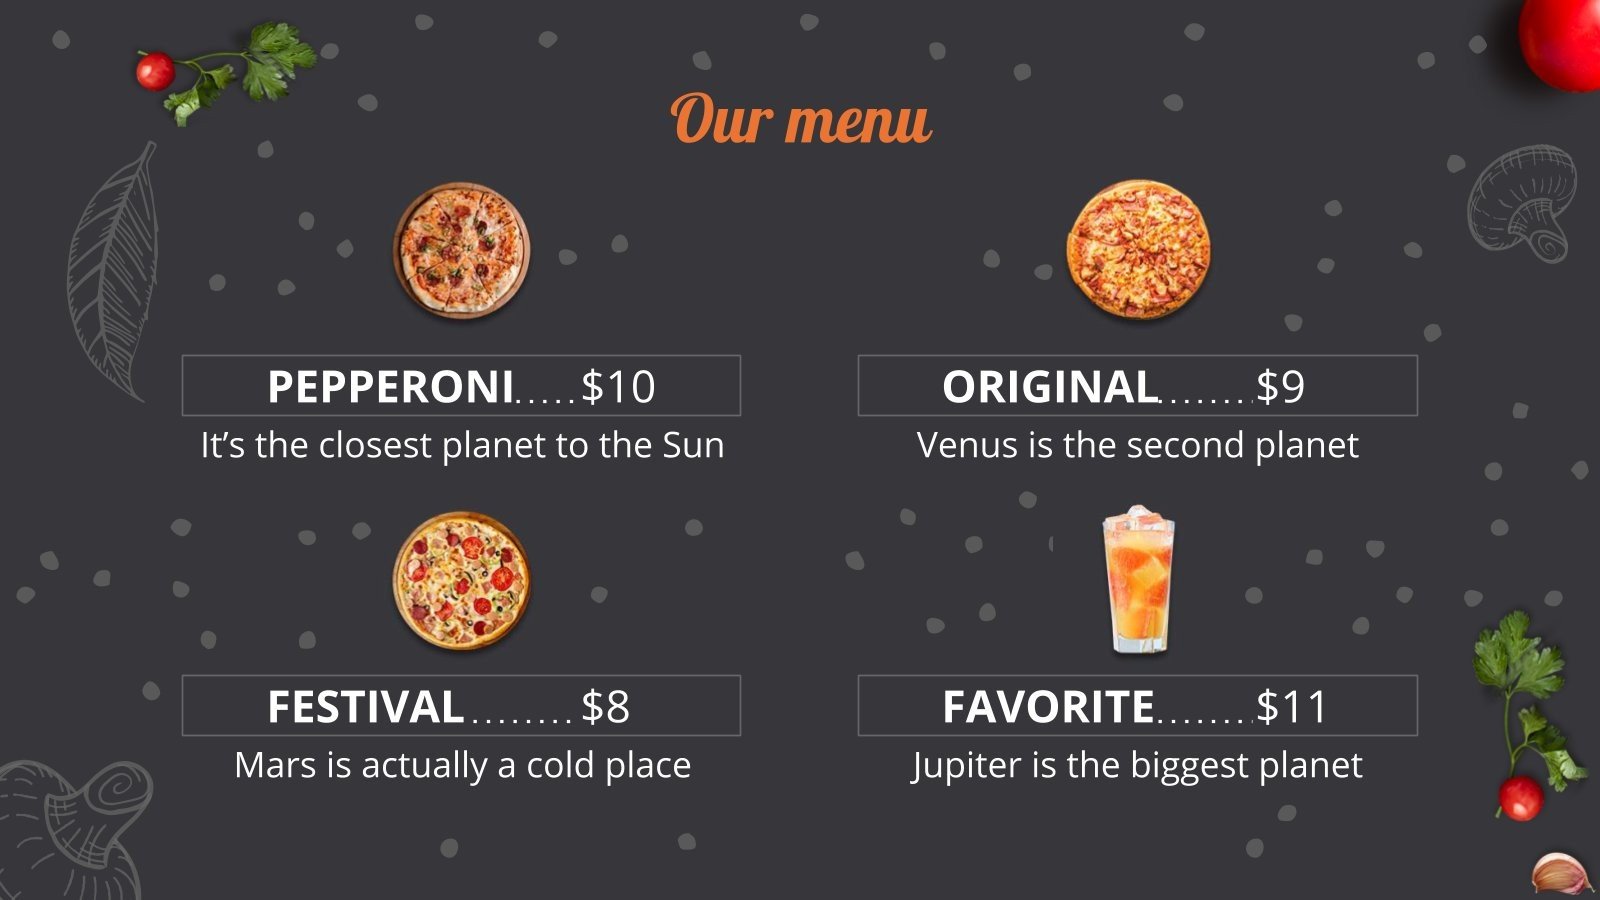 Our menu
PEPPERONI.....$10
It’s the closest planet to the Sun
ORIGINAL........$9
Venus is the second planet
FESTIVAL........$8
Mars is actually a cold place
FAVORITE........$11
Jupiter is the biggest planet